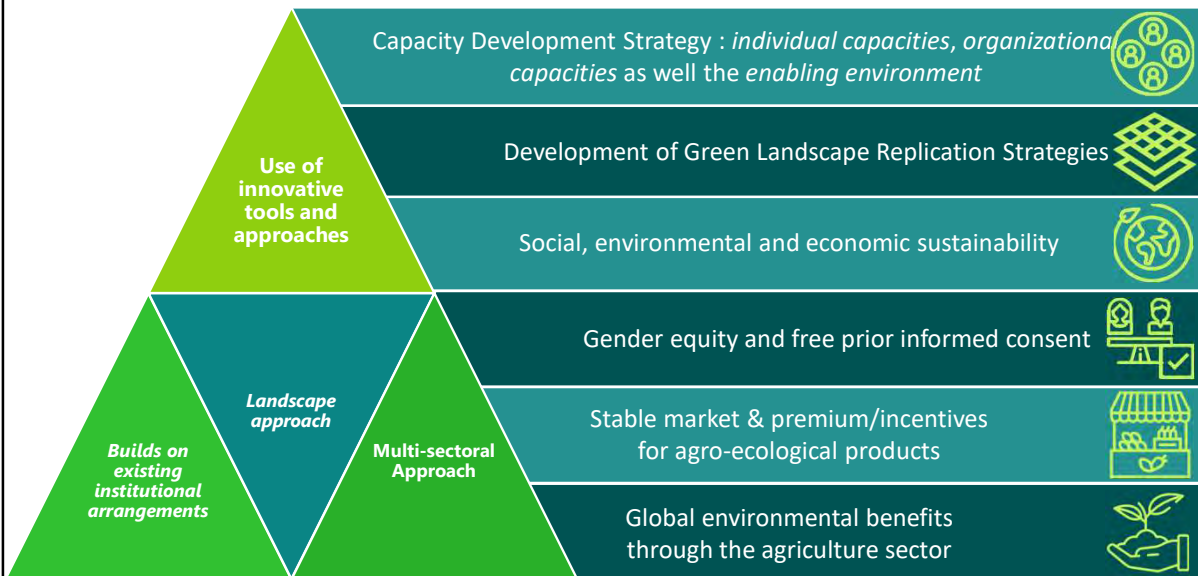 Capacity Development Strategy : individual capacities, organizational
capacities as well the enabling environment
Development of Green Landscape Replication Strategies
Social, environmental and economic sustainability
Gender equity and free prior informed consent
Stable market & premium/incentives
for agro-ecological products
Global environmental benefits
through the agriculture sector
Use of
innovative
tools and
approaches
Builds on
existing
institutional
arrangements
Landscape
approach
Multi-sectoral
Approach